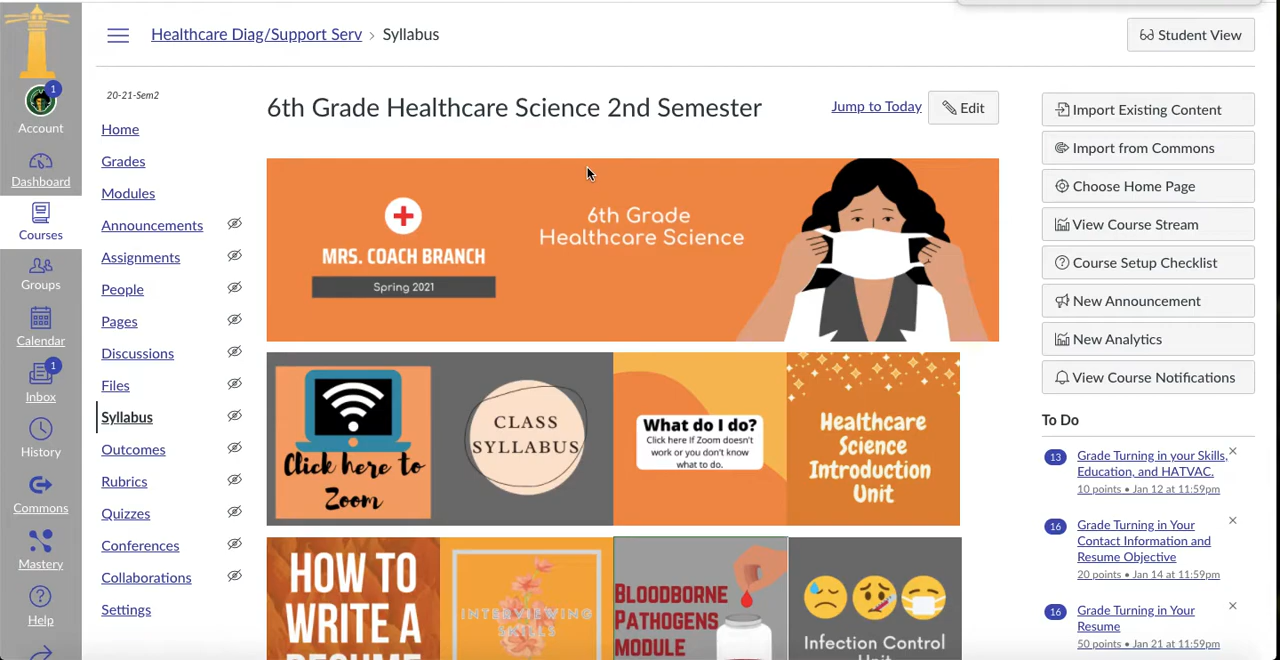 Healthcare Diag/Support Serv › Syllabus
Student View
1
Account
Dashboard
Courses
Groups
Calendar
1
Inbox
History
Commons
Mastery
Help
20-21-Sem2
Home
Grades
Modules
Announcements
Assignments
People
Pages
Discussions
Files
Syllabus
Outcomes
Rubrics
Quizzes
Conferences
Collaborations
Settings
6th Grade Healthcare Science 2nd Semester
Jump to Today
Edit
MRS. COACH BRANCH
Spring 2021
6th Grade
Healthcare Science
Click here to
Zoom
CLASS
SYLLABUS
What do I do?
Click here If Zoom doesn't
work or you don't know
what to do.
Healthcare
Science
Introduction
Unit
HOW TO
WRITE A
RESUME
INTERVIEWING
SKILLS
BLOODBORNE
PATHOGENS
MODULE
Infection Control
Unit
Import Existing Content
Import from Commons
Choose Home Page
View Course Stream
Course Setup Checklist
New Announcement
New Analytics
View Course Notifications
To Do
13
Grade Turning in your Skills,
Education, and HATVAC.
10 points • Jan 12 at 11:59pm
16
Grade Turning in Your
Contact Information and
Resume Objective
20 points • Jan 14 at 11:59pm
16
Grade Turning in Your
Resume
50 points • Jan 21 at 11:59pm